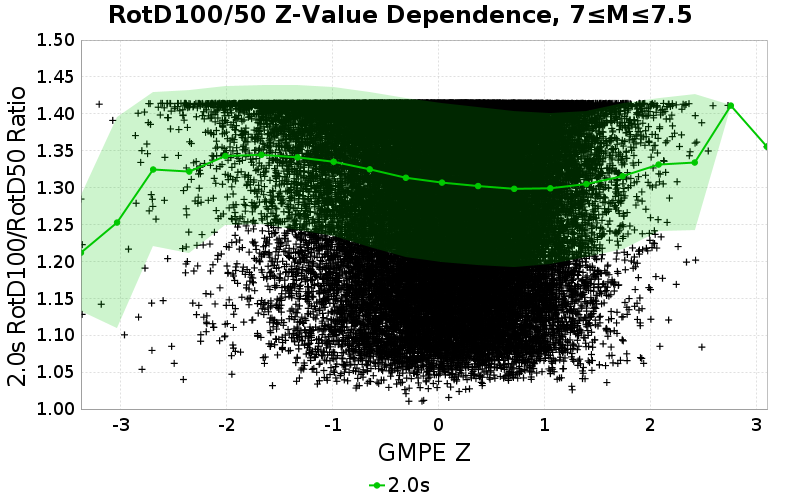 RotD100/50 Z-Value Dependence, 7≤M≤7.5
1.50
1.45
1.40
1.35
1.30
1.25
1.20
1.15
1.10
1.05
1.00
2.0s RotD100/RotD50 Ratio
-3 -2 -1 0 1 2 3
GMPE Z
2.0s